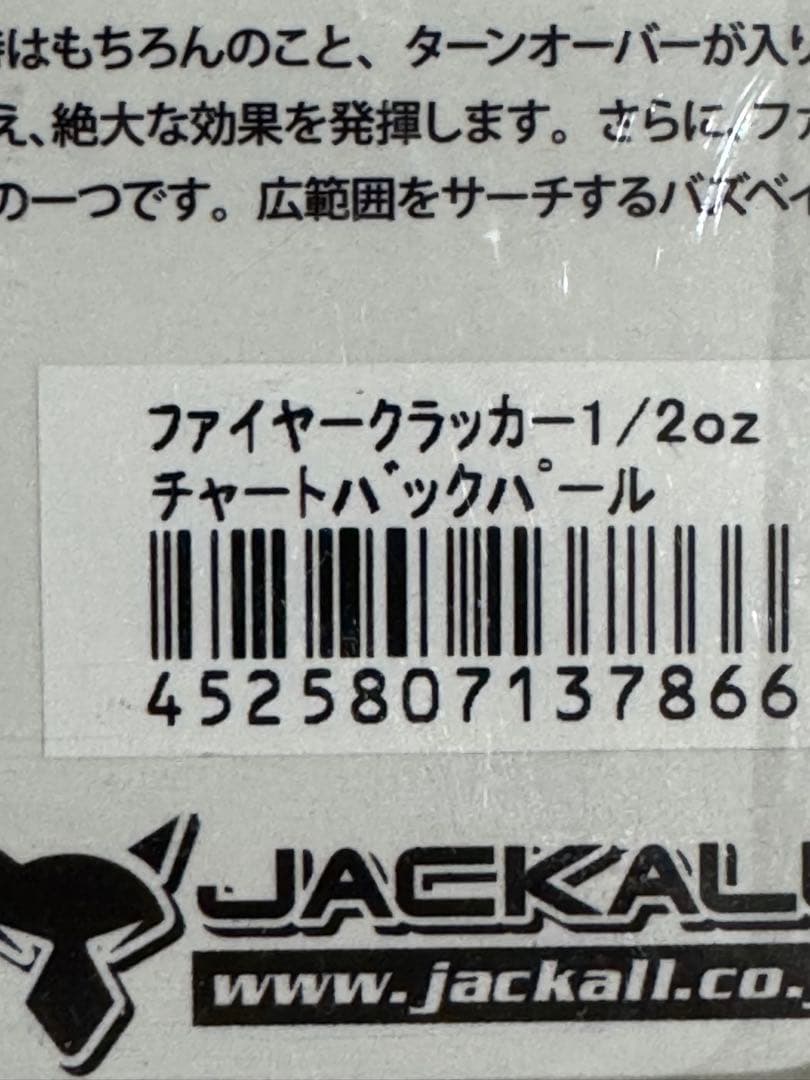 はもちろんのこと、ターンオーバーが入り
え、絶大な効果を発揮します。さらに、ファ
の一つです。広範囲をサーチするバズベイ
ファイヤークラッカー1/2oz
チャートバックパール
4525807137866
JACKALL
www.jackall.co.